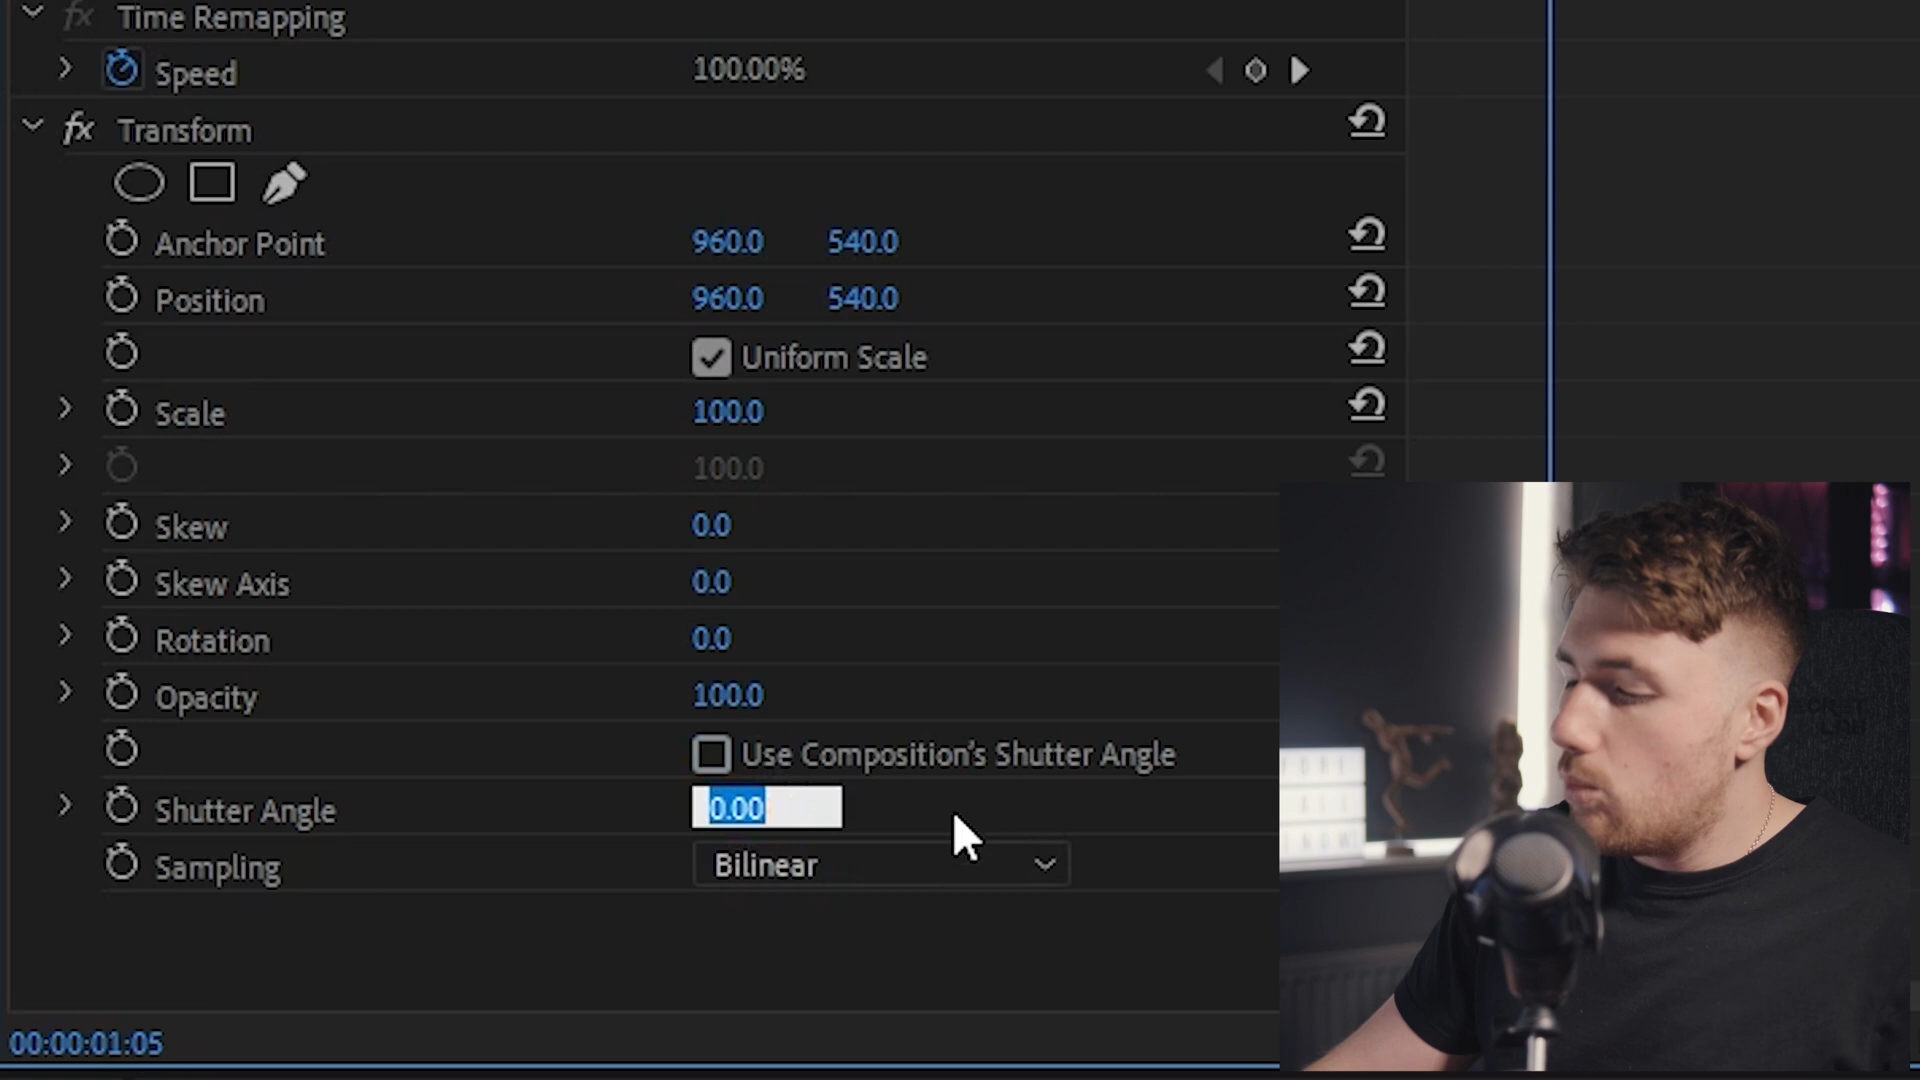 fx Time Remapping
Speed 100.00%
fx Transform
Anchor Point 960.0 540.0
Position 960.0 540.0
Uniform Scale
Scale 100.0
100.0
Skew 0.0
Skew Axis 0.0
Rotation 0.0
Opacity 100.0
Use Composition's Shutter Angle
Shutter Angle 0.00
Sampling Bilinear
00:00:01:05